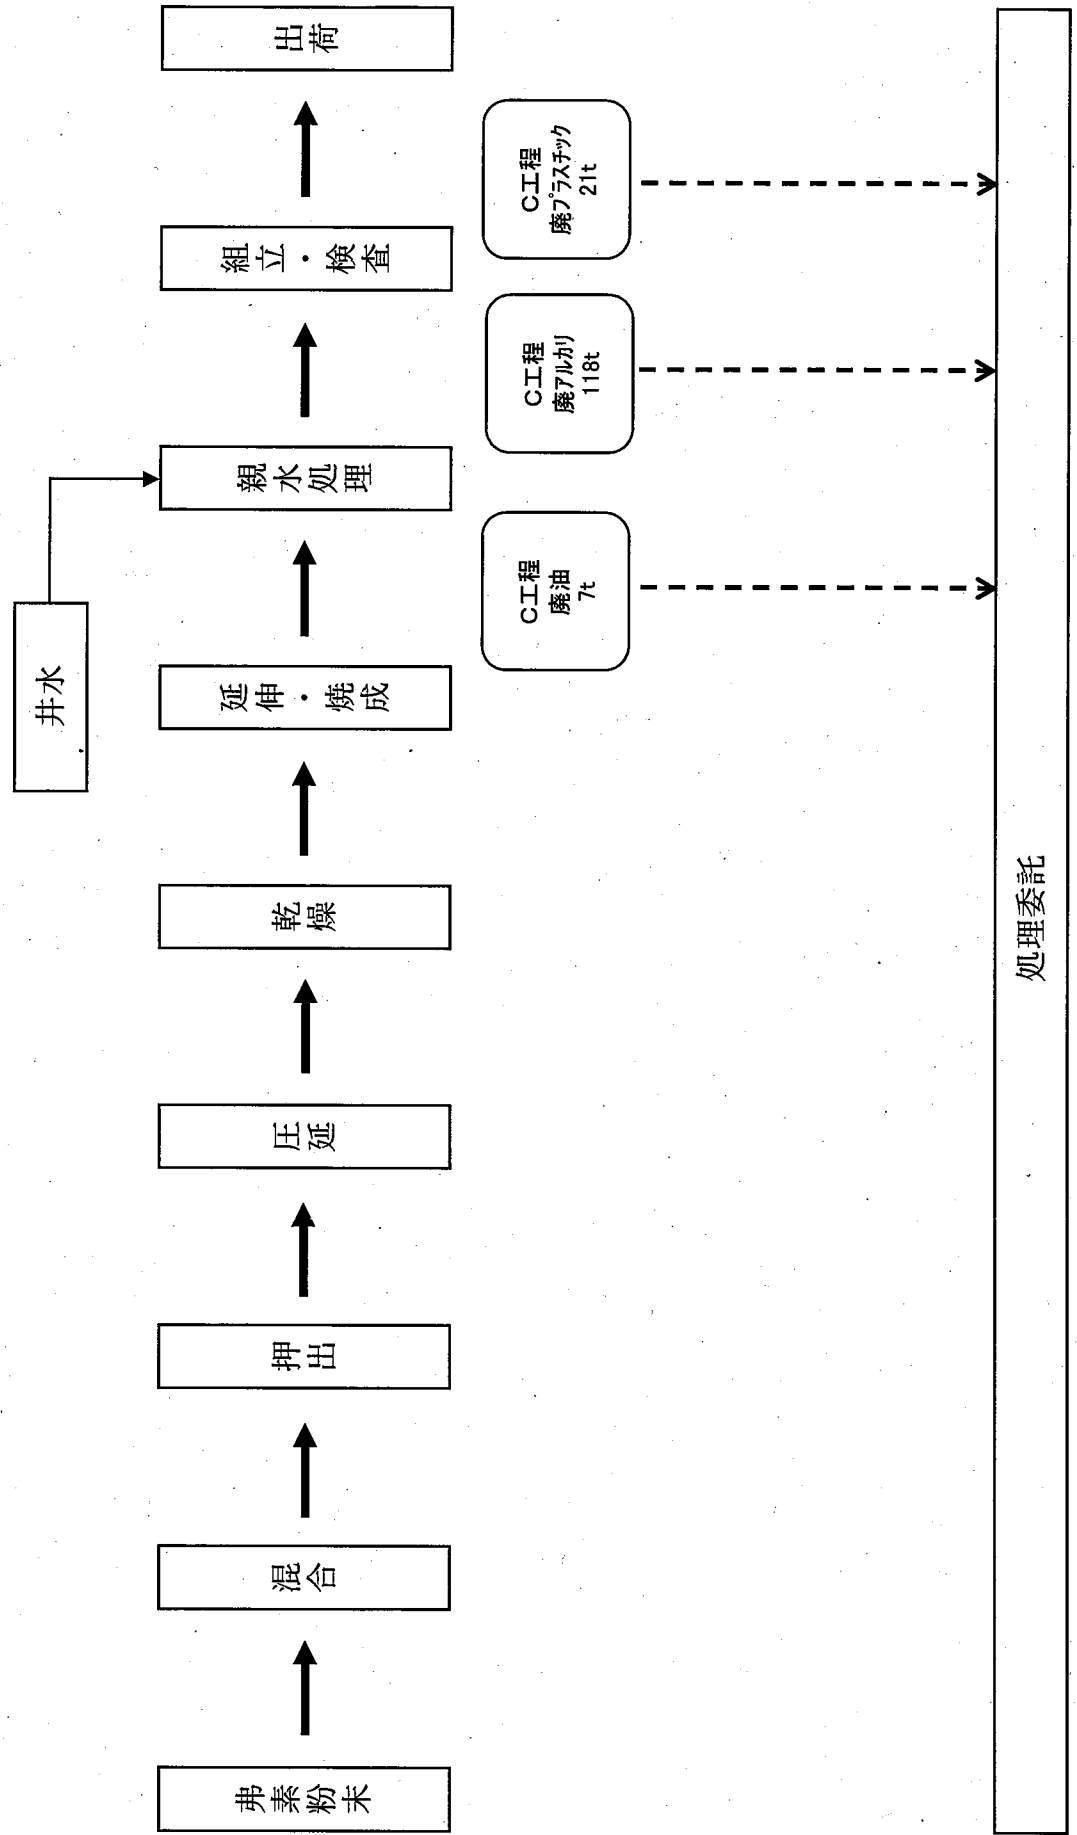 井水
弗素粉末
混合
押出
圧延
乾燥
延伸・焼成
親水処理
組立・検査
出荷
C工程
廃油
7t
C工程
廃アルカリ
118t
C工程
廃プラスチック
21t
処理委託